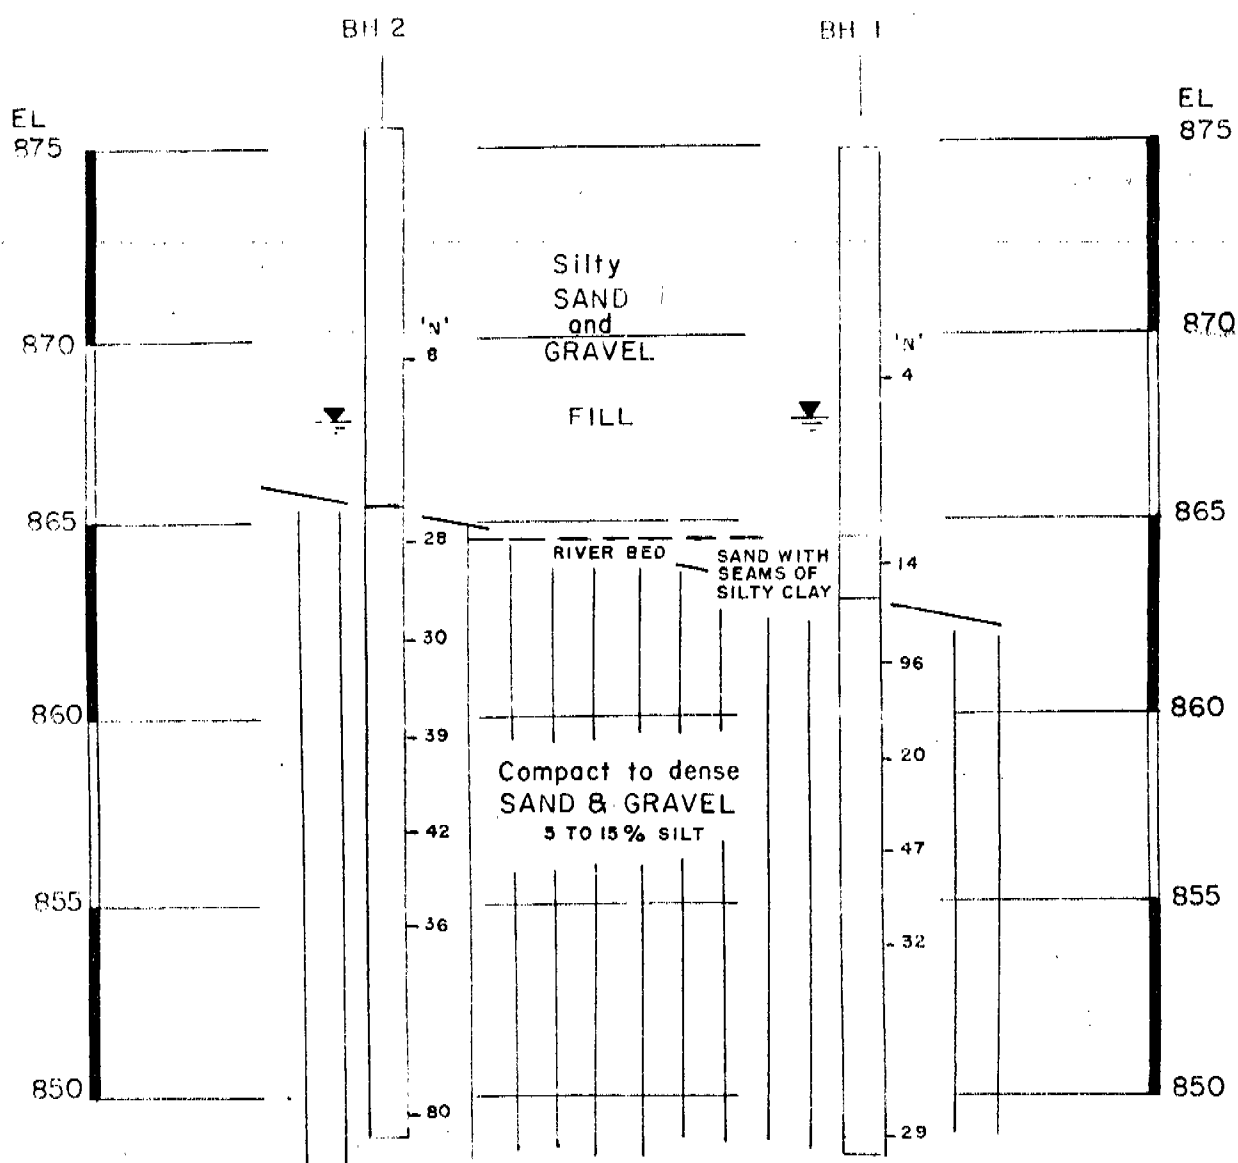 BH 2
BH 1
EL
875
EL
875
Silty
SAND
and
GRAVEL
FILL
'N'
'N'
870
870
8
4
865
865
28
RIVER BED
SAND WITH
SEAMS OF
SILTY CLAY
14
30
96
860
860
39
20
Compact to dense
SAND & GRAVEL
5 TO 15% SILT
42
47
855
855
36
32
850
850
80
29